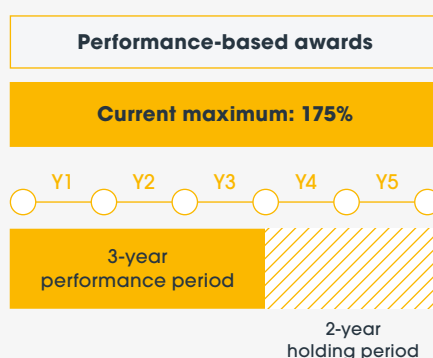 Performance-based awards
Current maximum: 175%
Y1 Y2 Y3 Y4 Y5
3-year
performance period
2-year
holding period